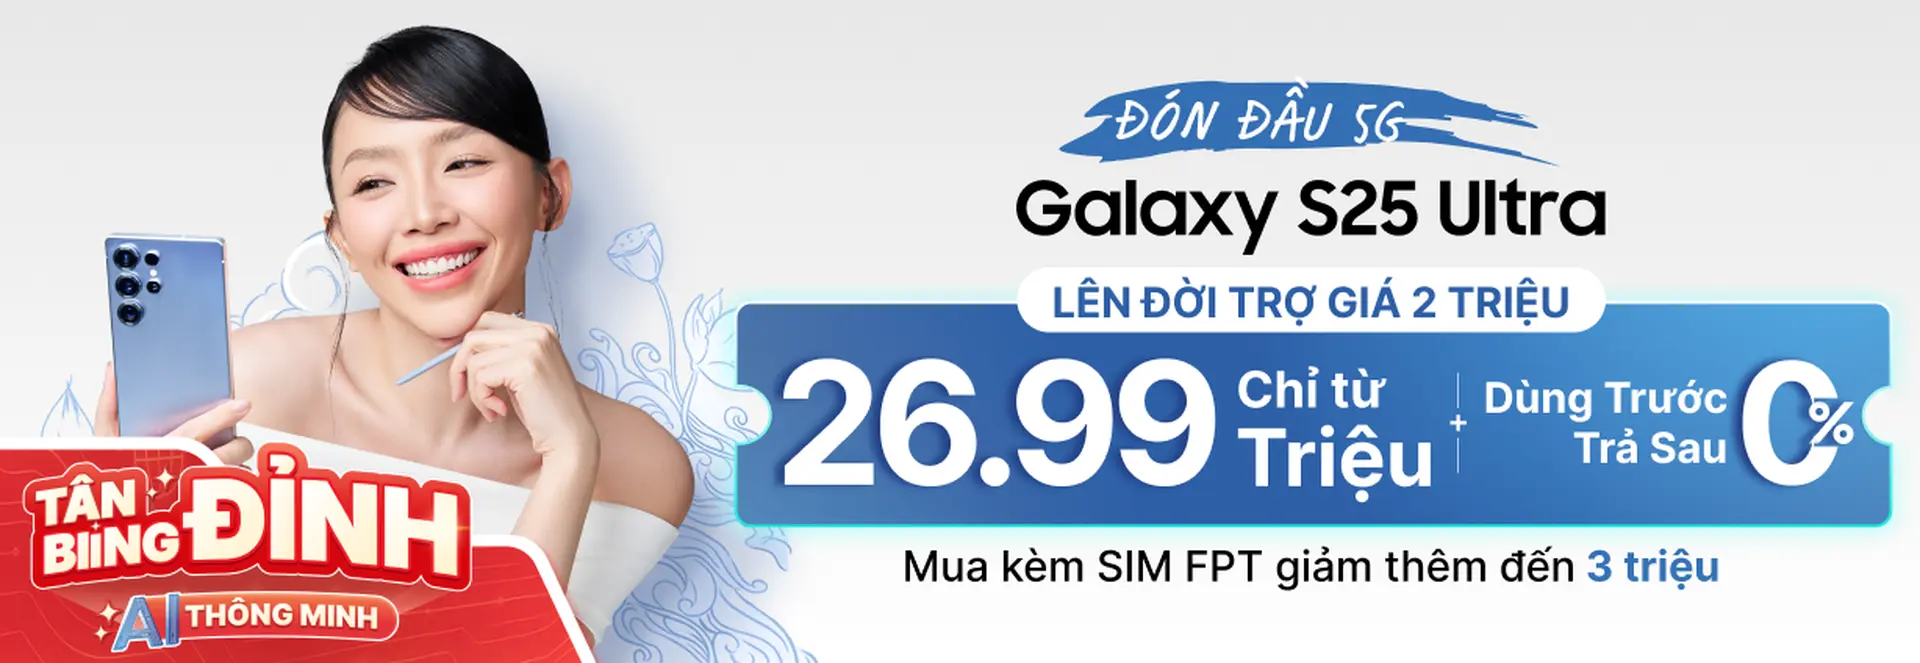 ĐÓN ĐẦU 5G
Galaxy S25 Ultra
LÊN ĐỜI TRỢ GIÁ 2 TRIỆU
26.99 Chỉ từ Triệu + Dùng Trước Trả Sau 0%
Mua kèm SIM FPT giảm thêm đến 3 triệu
TÂN BIING ĐỈNH
AI THÔNG MINH